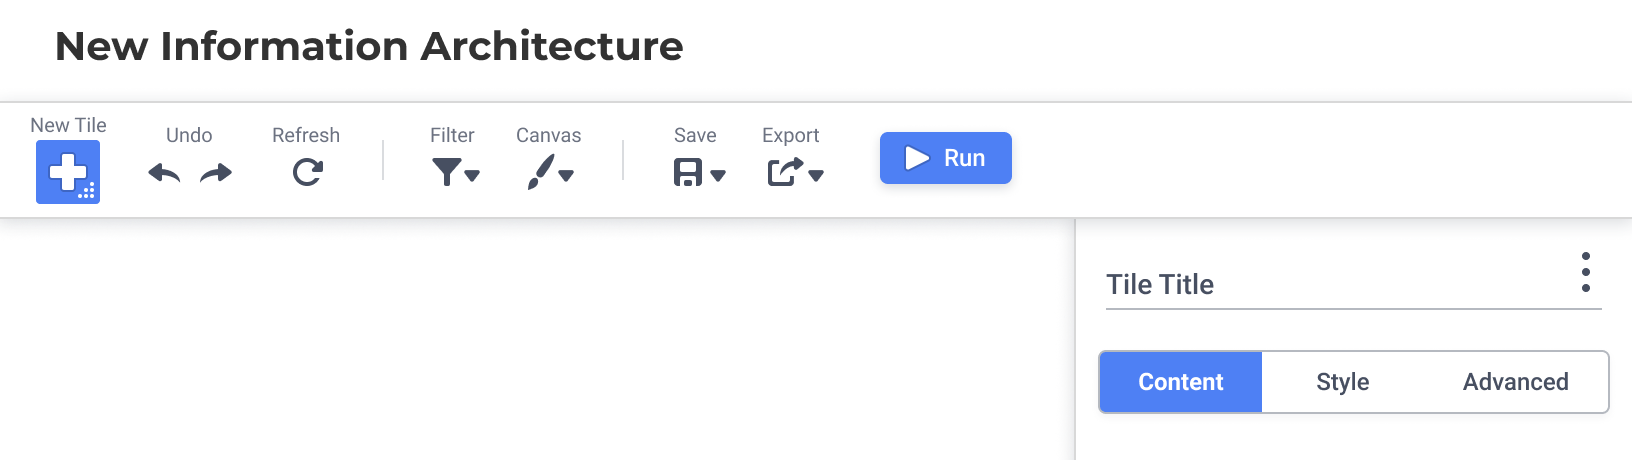 New Information Architecture
New Tile
Undo
Refresh
Filter
Canvas
Save
Export
Run
Tile Title
Content
Style
Advanced